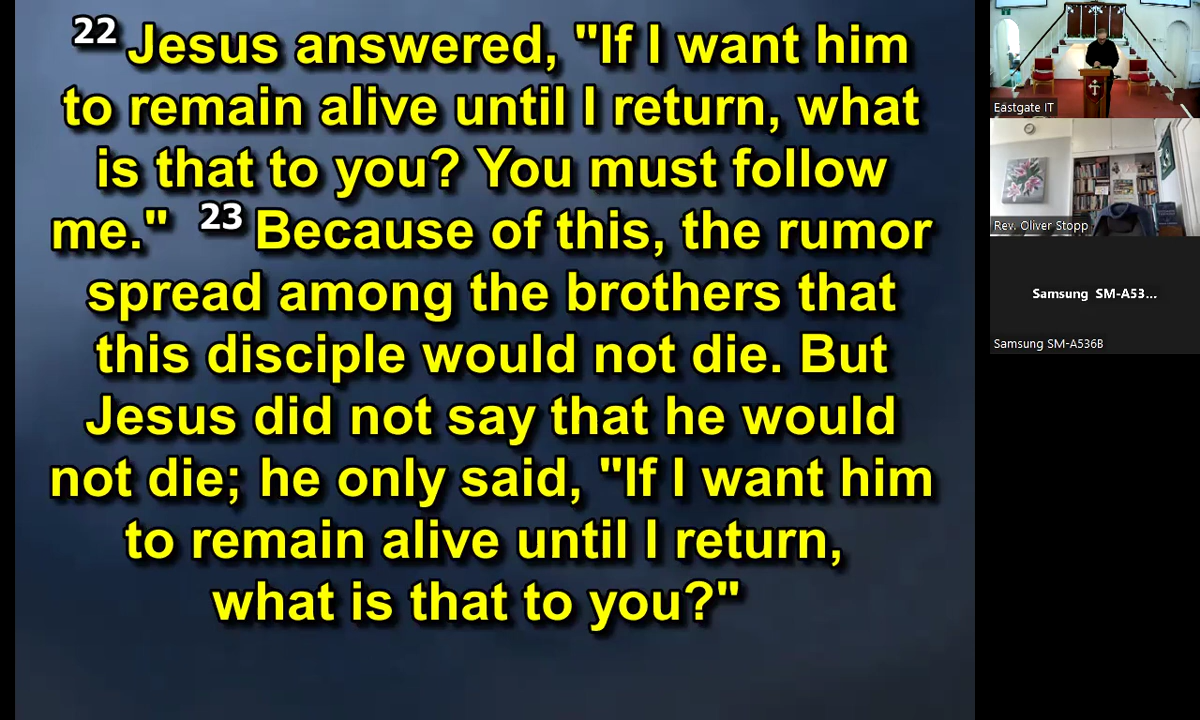 22 Jesus answered, "If I want him
to remain alive until I return, what
is that to you? You must follow
me." 23 Because of this, the rumor
spread among the brothers that
this disciple would not die. But
Jesus did not say that he would
not die; he only said, "If I want him
to remain alive until I return,
what is that to you?"
Eastgate IT
Rev. Oliver Stopp
Samsung SM-A53...
Samsung SM-A536B